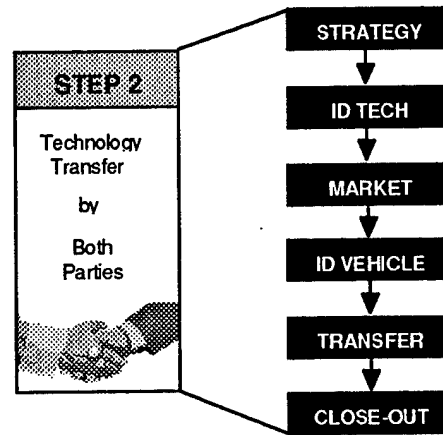 STEP 2
Technology
Transfer
by
Both
Parties
STRATEGY
ID TECH
MARKET
ID VEHICLE
TRANSFER
CLOSE-OUT